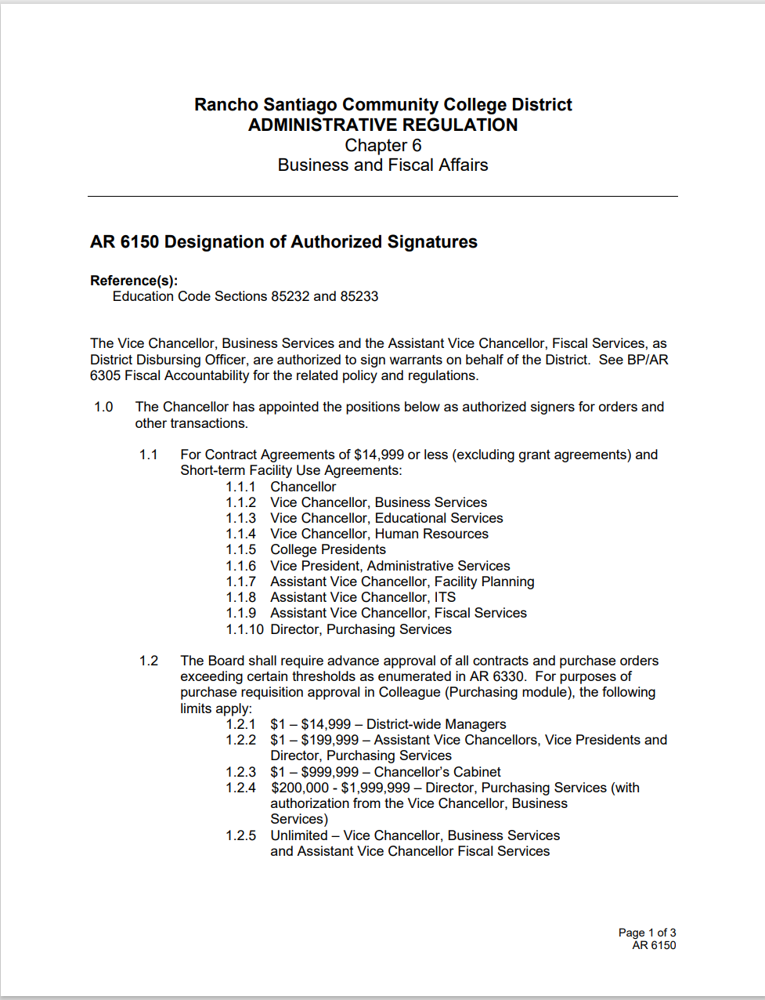 Rancho Santiago Community College District
ADMINISTRATIVE REGULATION
Chapter 6
Business and Fiscal Affairs
AR 6150 Designation of Authorized Signatures
Reference(s):
Education Code Sections 85232 and 85233
The Vice Chancellor, Business Services and the Assistant Vice Chancellor, Fiscal Services, as
District Disbursing Officer, are authorized to sign warrants on behalf of the District.  See BP/AR
6305 Fiscal Accountability for the related policy and regulations.
1.0 The Chancellor has appointed the positions below as authorized signers for orders and
other transactions.
1.1 For Contract Agreements of $14,999 or less (excluding grant agreements) and
Short-term Facility Use Agreements:
1.1.1 Chancellor
1.1.2 Vice Chancellor, Business Services
1.1.3 Vice Chancellor, Educational Services
1.1.4 Vice Chancellor, Human Resources
1.1.5 College Presidents
1.1.6 Vice President, Administrative Services
1.1.7 Assistant Vice Chancellor, Facility Planning
1.1.8 Assistant Vice Chancellor, ITS
1.1.9 Assistant Vice Chancellor, Fiscal Services
1.1.10 Director, Purchasing Services
1.2 The Board shall require advance approval of all contracts and purchase orders
exceeding certain thresholds as enumerated in AR 6330.  For purposes of
purchase requisition approval in Colleague (Purchasing module), the following
limits apply:
1.2.1 $1 – $14,999 – District-wide Managers
1.2.2 $1 – $199,999 – Assistant Vice Chancellors, Vice Presidents and
Director, Purchasing Services
1.2.3 $1 – $999,999 – Chancellor's Cabinet
1.2.4 $200,000 - $1,999,999 – Director, Purchasing Services (with
authorization from the Vice Chancellor, Business
Services)
1.2.5 Unlimited – Vice Chancellor, Business Services
and Assistant Vice Chancellor Fiscal Services
Page 1 of 3
AR 6150